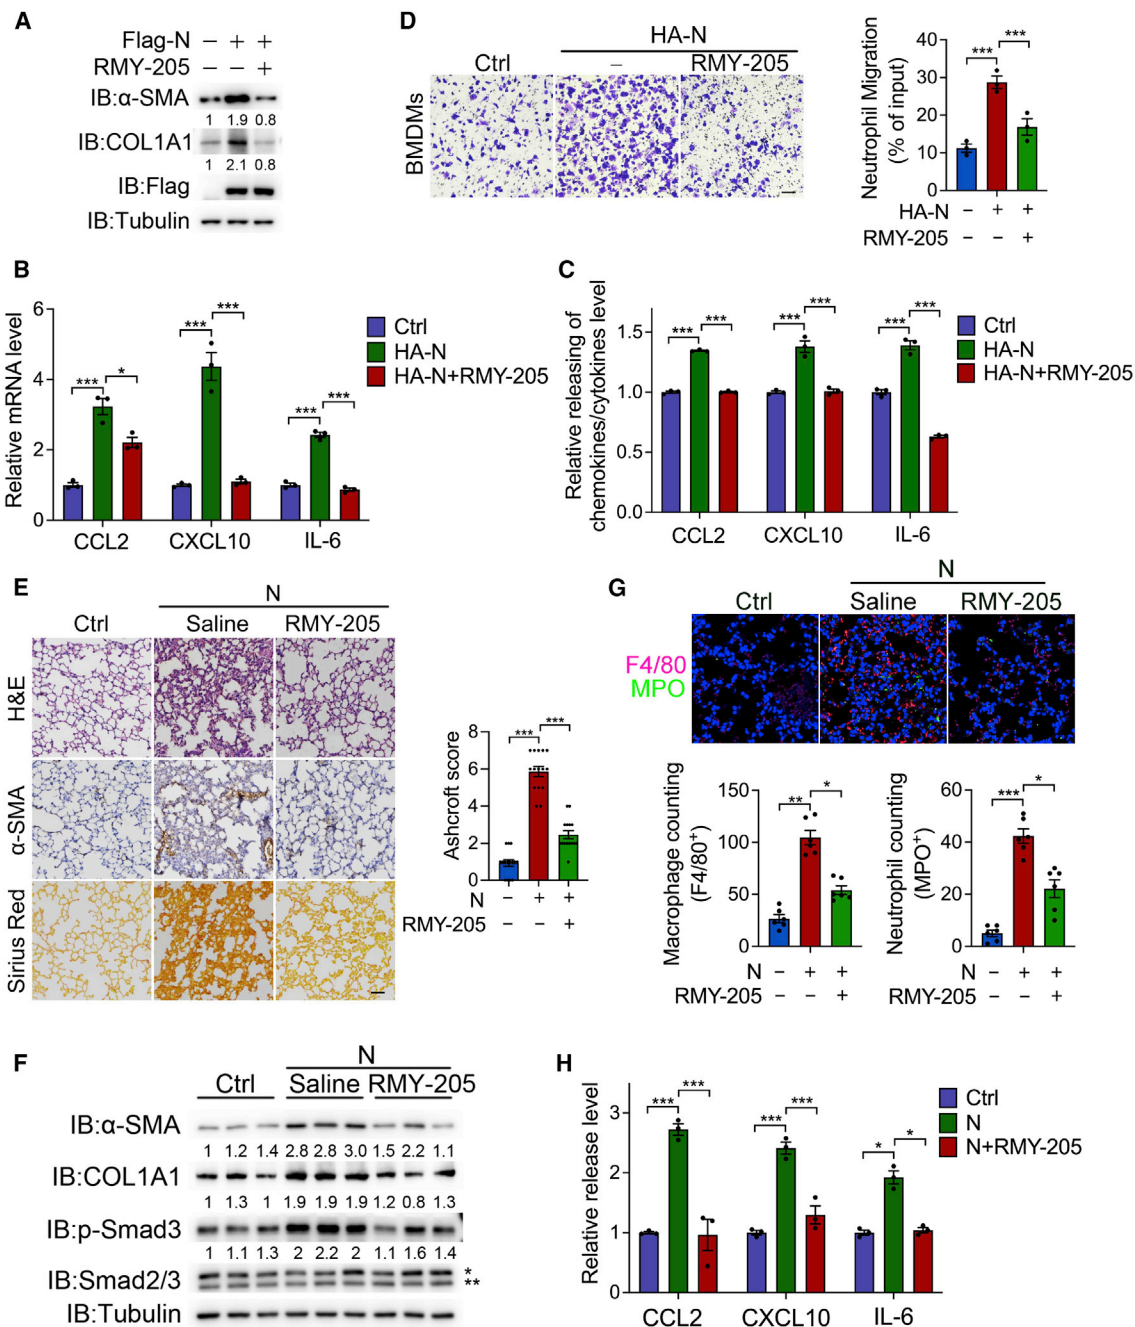 A
Flag-N − + +
RMY-205 − − +
IB:α-SMA
1 1.9 0.8
IB:COL1A1
1 2.1 0.8
IB:Flag
IB:Tubulin
D
HA-N
Ctrl − RMY-205
BMDMs
Neutrophil Migration
(% of input)
40
30
20
10
0
***
***
HA-N − + +
RMY-205 − − +
B
Relative mRNA level
6
4
2
0
***
*
***
***
***
***
CCL2 CXCL10 IL-6
Ctrl
HA-N
HA-N+RMY-205
C
Relative releasing of
chemokines/cytokines level
1.5
1.0
0.5
0.0
***
***
***
***
***
***
CCL2 CXCL10 IL-6
Ctrl
HA-N
HA-N+RMY-205
E
N
Ctrl Saline RMY-205
H&E
α-SMA
Sirius Red
Ashcroft score
8
6
4
2
0
***
***
N − + +
RMY-205 − − +
G
N
Ctrl Saline RMY-205
F4/80
MPO
Macrophage counting
(F4/80+)
150
100
50
0
**
*
N − + +
RMY-205 − − +
Neutrophil counting
(MPO+)
60
40
20
0
***
*
N − + +
RMY-205 − − +
F
N
Ctrl Saline RMY-205
IB:α-SMA
1 1.2 1.4 2.8 2.8 3.0 1.5 2.2 1.1
IB:COL1A1
1 1.3 1 1.9 1.9 1.9 1.2 0.8 1.3
IB:p-Smad3
1 1.1 1.3 2 2.2 2 1.1 1.6 1.4
IB:Smad2/3
*
**
IB:Tubulin
H
Relative release level
3
2
1
0
***
***
***
***
*
*
CCL2 CXCL10 IL-6
Ctrl
N
N+RMY-205